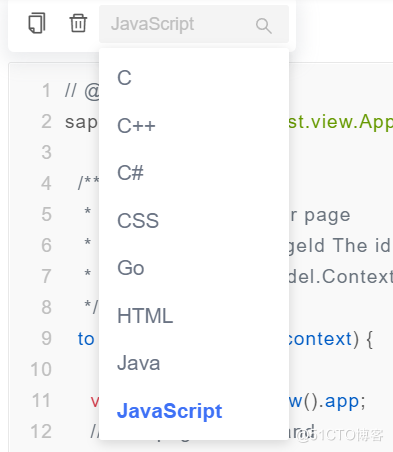 JavaScript
C
C++
C#
CSS
Go
HTML
Java
JavaScript
1 // @
2 sap st.view.App
3
4 /**
5 * r page
6 * geId The id
7 * del.Context
8 */
9 to context) {
10
11 v w().app;
12 // and
@51CTO博客